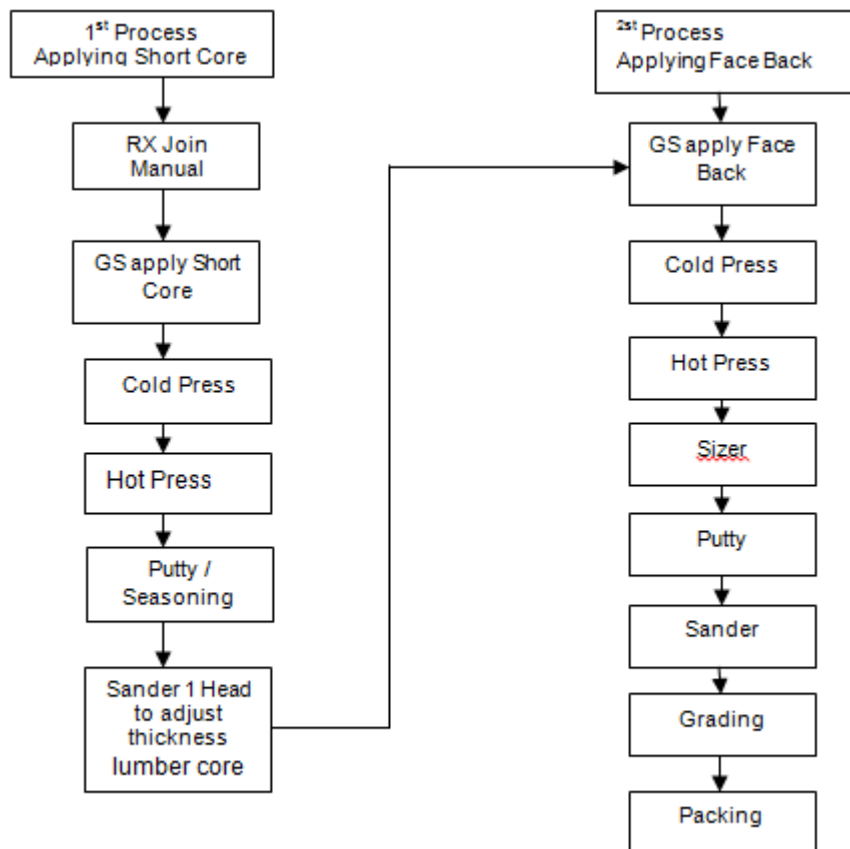 1st Process
Applying Short Core
RX Join
Manual
GS apply Short
Core
Cold Press
Hot Press
Putty /
Seasoning
Sander 1 Head
to adjust
thickness
lumber core
2st Process
Applying Face Back
GS apply Face
Back
Cold Press
Hot Press
Sizer
Putty
Sander
Grading
Packing